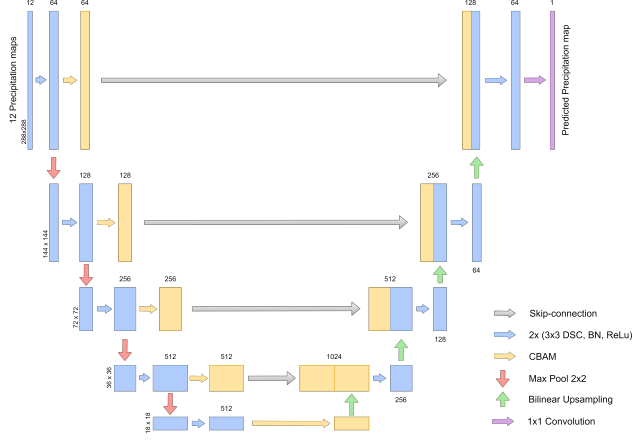 12 64 64 128 64 1
12 Precipitation maps
288x288
Predicted Precipitation map
128 128 256
144 x 144
64
256 256 512
72 x 72
128
512 512 1024
36 x 36
256
512
18 x 18
Skip-connection
2x (3x3 DSC, BN, ReLu)
CBAM
Max Pool 2x2
Bilinear Upsampling
1x1 Convolution